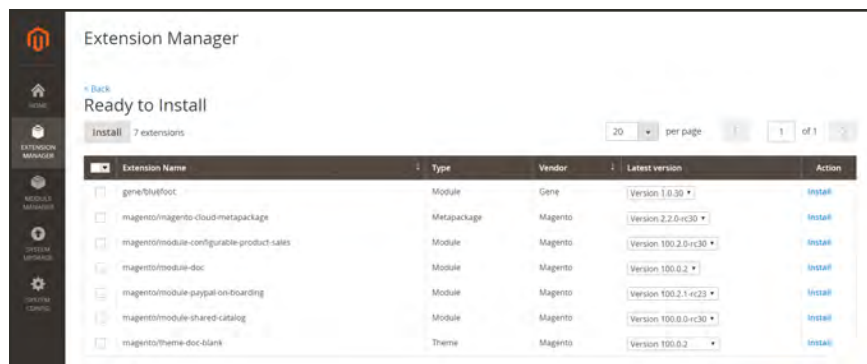 Extension Manager
HOME
EXTENSION MANAGER
MODULE MANAGER
SYSTEM UPGRADE
SYSTEM CONFIG
< Back
Ready to Install
Install 7 extensions 20 per page 1 of 1
Extension Name Type Vendor Latest version Action
gene/bluefoot Module Gene Version 1.0.30 Install
magento/magento-cloud-metapackage Metapackage Magento Version 2.2.0-rc30 Install
magento/module-configurable-product-sales Module Magento Version 100.2.0-rc30 Install
magento/module-doc Module Magento Version 100.0.2 Install
magento/module-paypal-on-boarding Module Magento Version 100.2.1-rc23 Install
magento/module-shared-catalog Module Magento Version 100.0.0-rc30 Install
magento/theme-doc-blank Theme Magento Version 100.0.2 Install